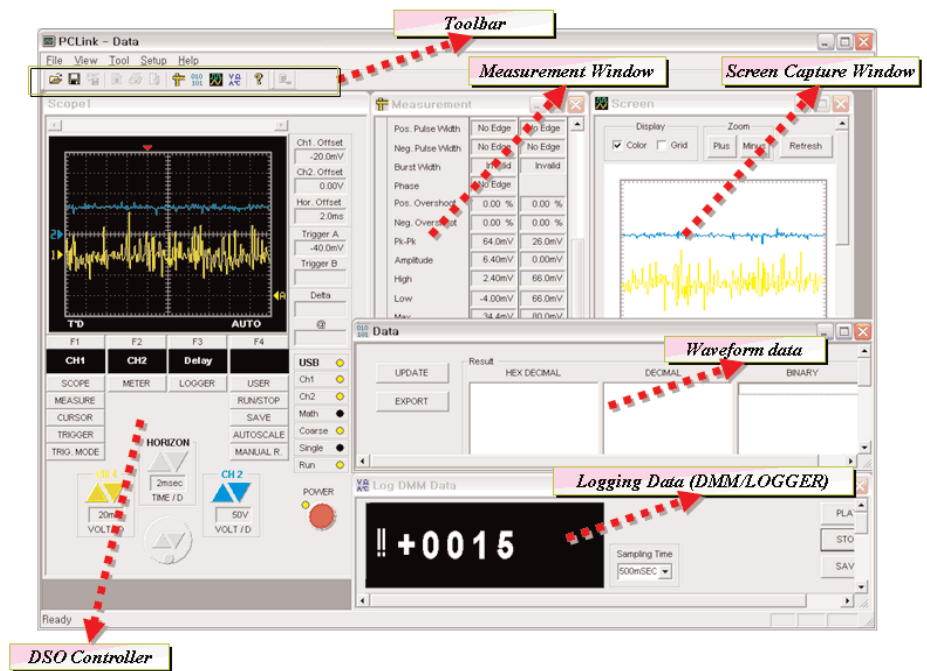 Toolbar
PCLink - Data
File View Tool Setup Help
Measurement Window
Screen Capture Window
Scope1
Measurement
Screen
Ch1. Offset
-20.0mV
Ch2. Offset
0.00V
Hor. Offset
2.0ms
Trigger A
-40.0mV
Trigger B
Delta
@
2
1
A
T'D AUTO
F1 F2 F3 F4
CH1 CH2 Delay
SCOPE METER LOGGER USER
MEASURE RUN/STOP
CURSOR SAVE
TRIGGER AUTOSCALE
TRIG. MODE MANUAL R.
HORIZON
2msec
TIME / D
CH 2
50V
VOLT / D
USB
Ch1
Ch2
Math
Coarse
Single
Run
POWER
Pos. Pulse Width No Edge No Edge
Neg. Pulse Width No Edge No Edge
Burst Width Invalid Invalid
Phase No Edge
Pos. Overshoot 0.00 % 0.00 %
Neg. Overshoot 0.00 % 0.00 %
Pk-Pk 64.0mV 26.0mV
Amplitude 6.40mV 0.00mV
High 2.40mV 66.0mV
Low -4.00mV 66.0mV
Max 34.4mV 80.0mV
Display Zoom
Color Grid Plus Minus Refresh
Data
Waveform data
UPDATE
EXPORT
Result
HEX DECIMAL DECIMAL BINARY
Log DMM Data
Logging Data (DMM/LOGGER)
+0015
Sampling Time
500mSEC
Ready
DSO Controller